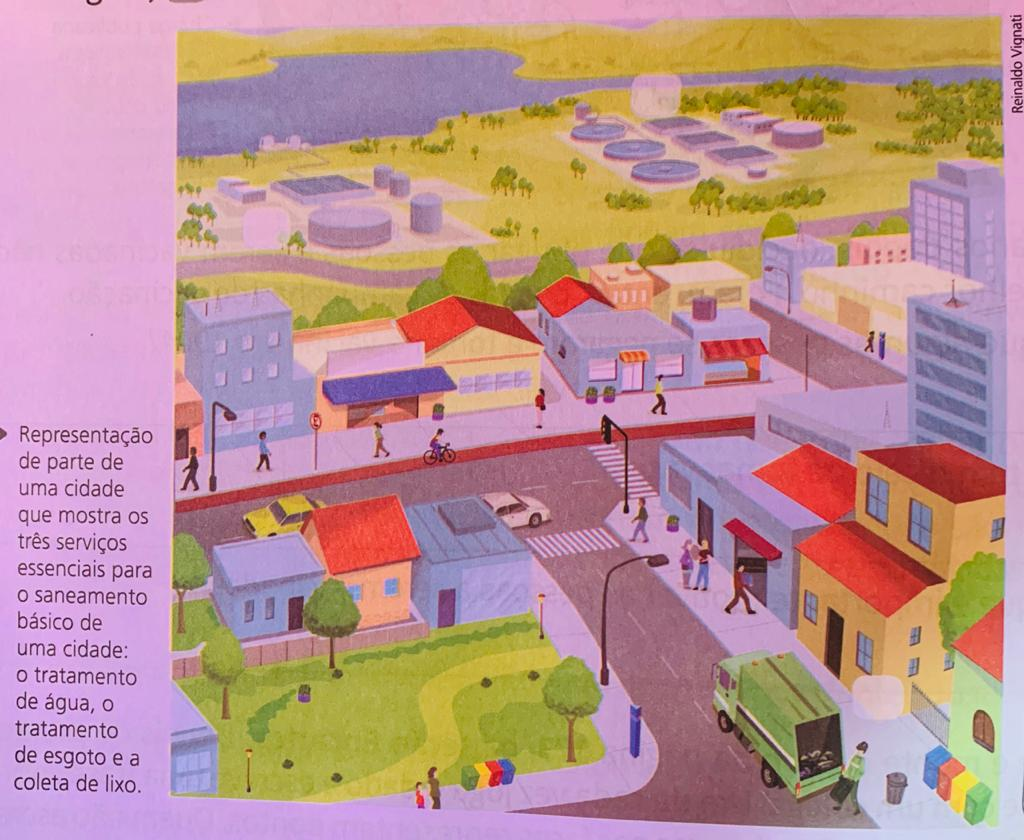 Reinaldo Vignati
Representação
de parte de
uma cidade
que mostra os
três serviços
essenciais para
o saneamento
básico de
uma cidade:
o tratamento
de água, o
tratamento
de esgoto e a
coleta de lixo.